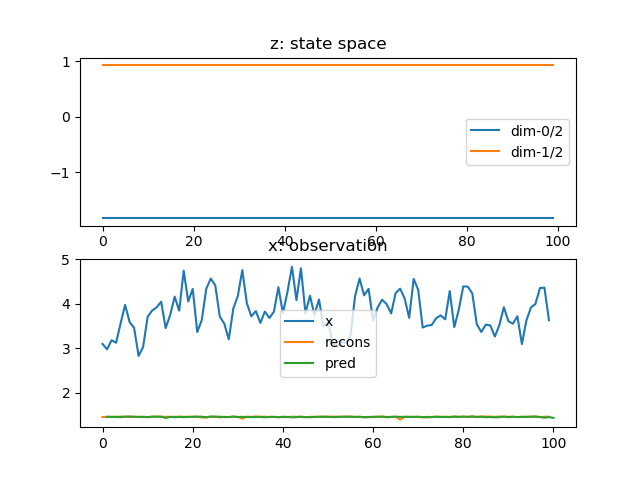 z: state space
1
0
−1
dim-0/2
dim-1/2
0 20 40 60 80 100
x: observation
5
4
3
2
x
recons
pred
0 20 40 60 80 100